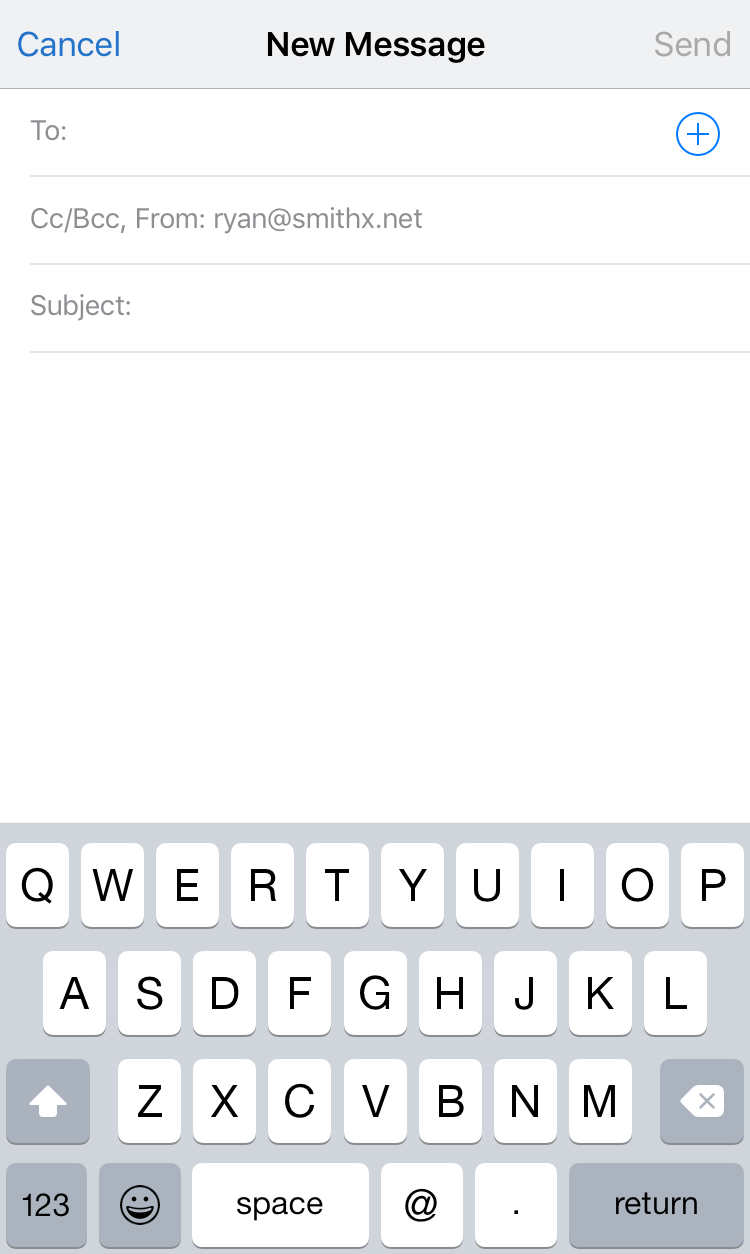 Cancel New Message Send
To:
Cc/Bcc, From: ryan@smithx.net
Subject:
Q W E R T Y U I O P
A S D F G H J K L
Z X C V B N M
123 space @ . return